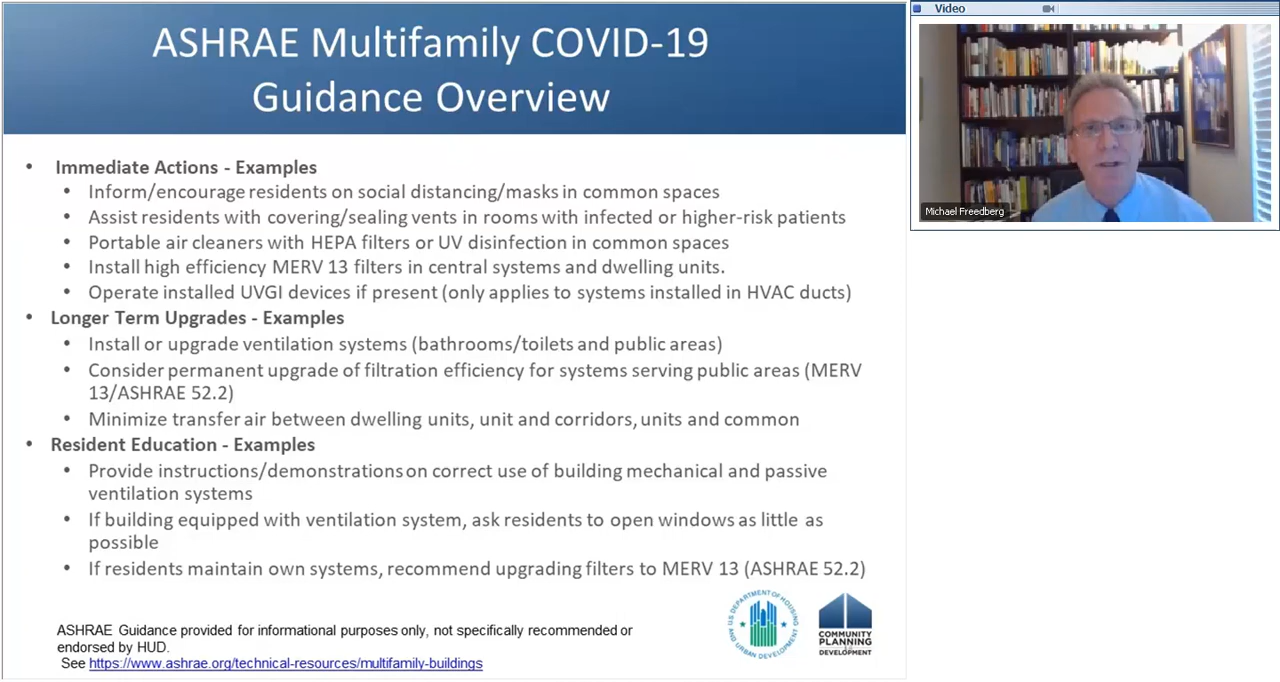 ASHRAE Multifamily COVID-19
Guidance Overview
• Immediate Actions - Examples
• Inform/encourage residents on social distancing/masks in common spaces
• Assist residents with covering/sealing vents in rooms with infected or higher-risk patients
• Portable air cleaners with HEPA filters or UV disinfection in common spaces
• Install high efficiency MERV 13 filters in central systems and dwelling units.
• Operate installed UVGI devices if present (only applies to systems installed in HVAC ducts)
• Longer Term Upgrades - Examples
• Install or upgrade ventilation systems (bathrooms/toilets and public areas)
• Consider permanent upgrade of filtration efficiency for systems serving public areas (MERV
13/ASHRAE 52.2)
• Minimize transfer air between dwelling units, unit and corridors, units and common
• Resident Education - Examples
• Provide instructions/demonstrations on correct use of building mechanical and passive
ventilation systems
• If building equipped with ventilation system, ask residents to open windows as little as
possible
• If residents maintain own systems, recommend upgrading filters to MERV 13 (ASHRAE 52.2)
ASHRAE Guidance provided for informational purposes only, not specifically recommended or
endorsed by HUD.
See https://www.ashrae.org/technical-resources/multifamily-buildings
U.S DEPARTMENT OF HOUSING
AND URBAN DEVELOPMENT
COMMUNITY
PLANNING
DEVELOPMENT
Video
Michael Freedberg